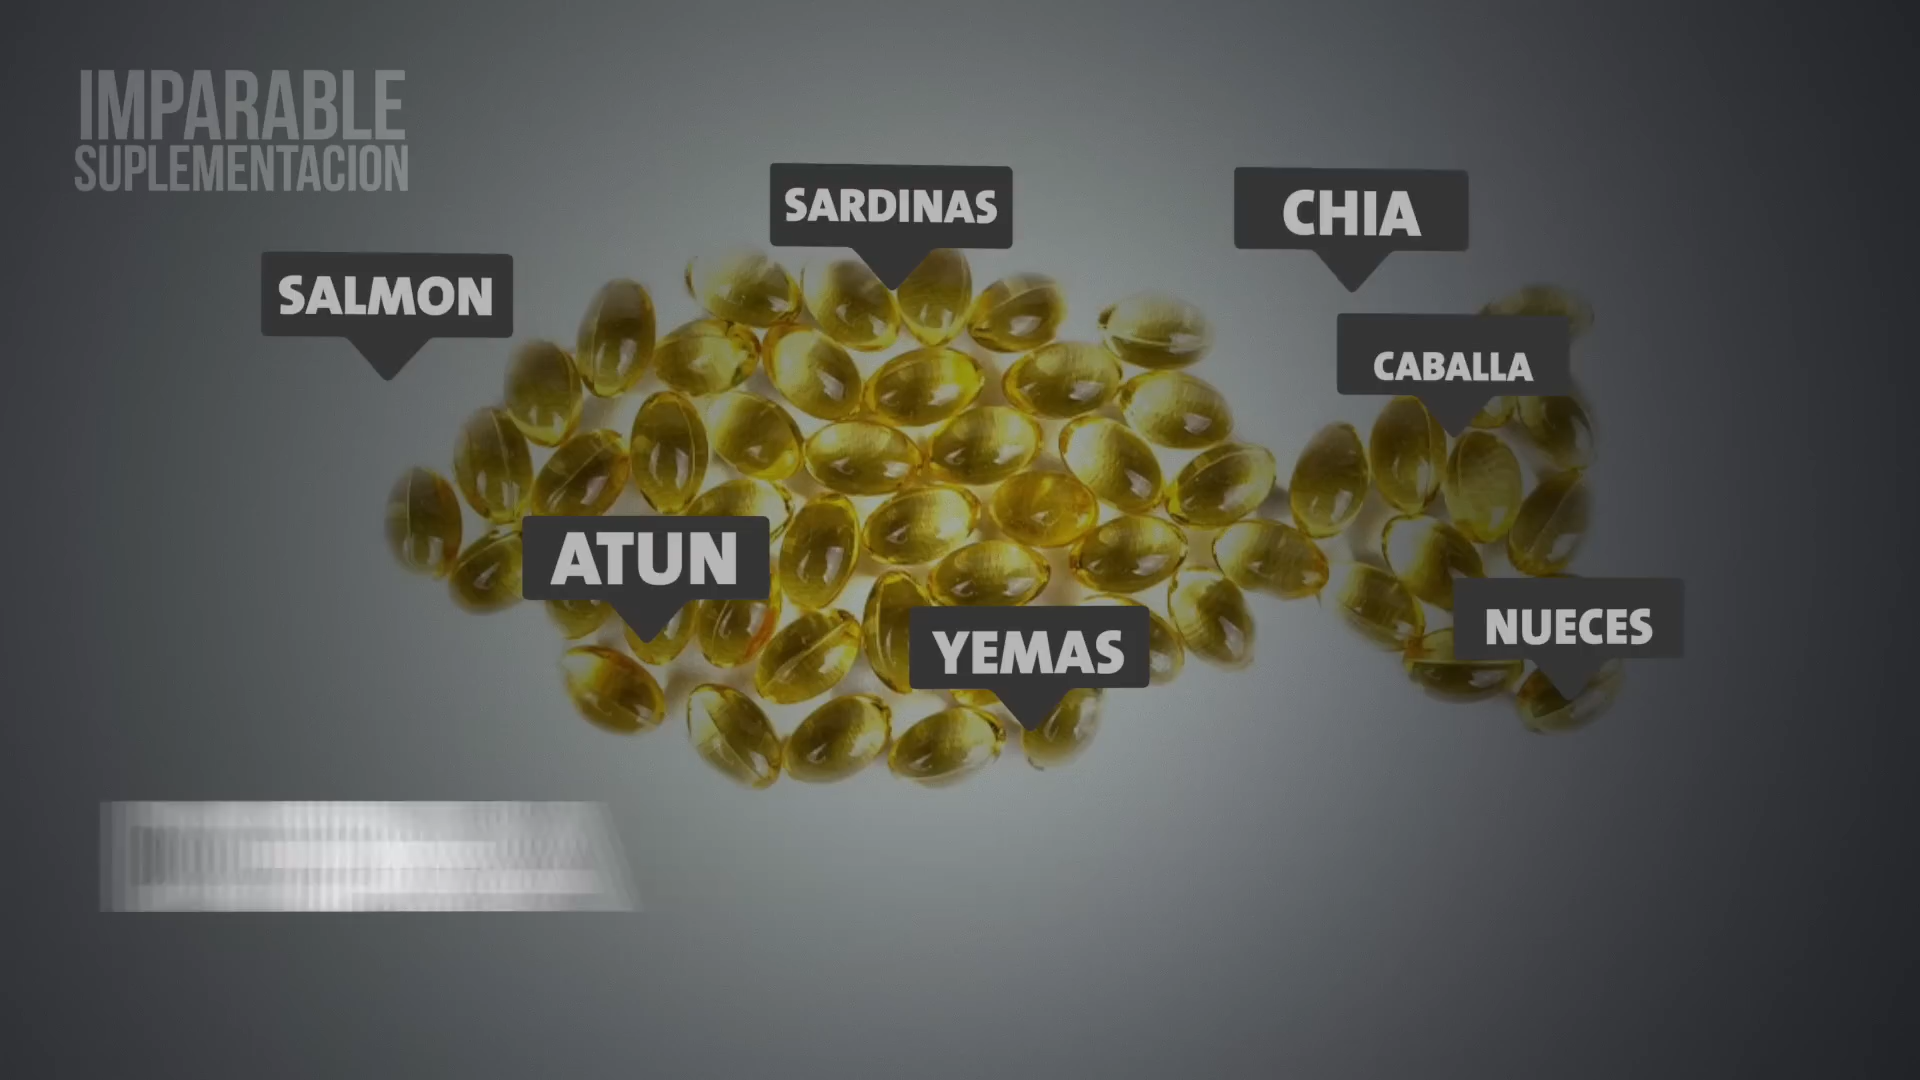 IMPARABLE
SUPLEMENTACION
SARDINAS
CHIA
SALMON
CABALLA
ATUN
YEMAS
NUECES